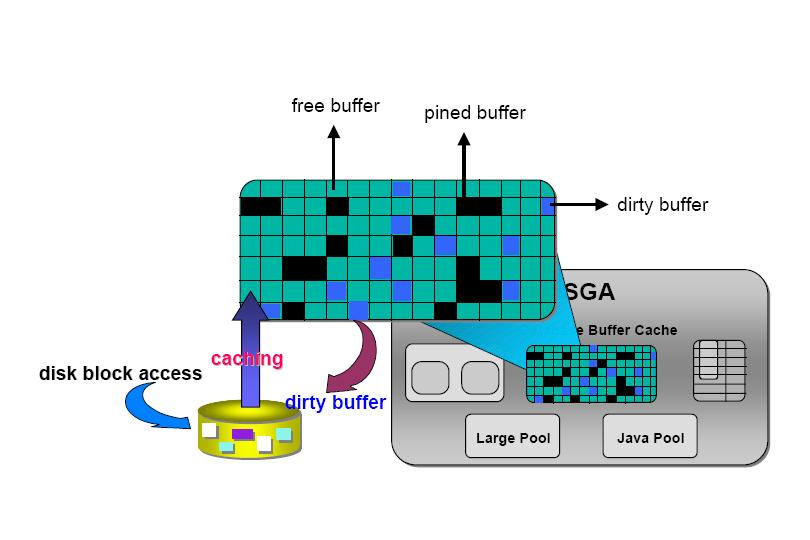 free buffer
pined buffer
dirty buffer
SGA
e Buffer Cache
caching
disk block access
dirty buffer
Large Pool
Java Pool